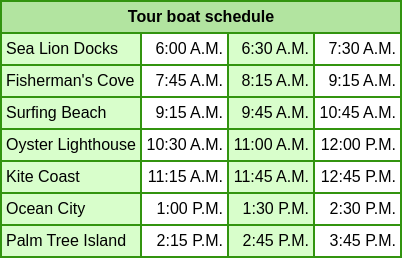 Tour boat schedule
Sea Lion Docks 6:00 A.M. 6:30 A.M. 7:30 A.M.
Fisherman's Cove 7:45 A.M. 8:15 A.M. 9:15 A.M.
Surfing Beach 9:15 A.M. 9:45 A.M. 10:45 A.M.
Oyster Lighthouse 10:30 A.M. 11:00 A.M. 12:00 P.M.
Kite Coast 11:15 A.M. 11:45 A.M. 12:45 P.M.
Ocean City 1:00 P.M. 1:30 P.M. 2:30 P.M.
Palm Tree Island 2:15 P.M. 2:45 P.M. 3:45 P.M.